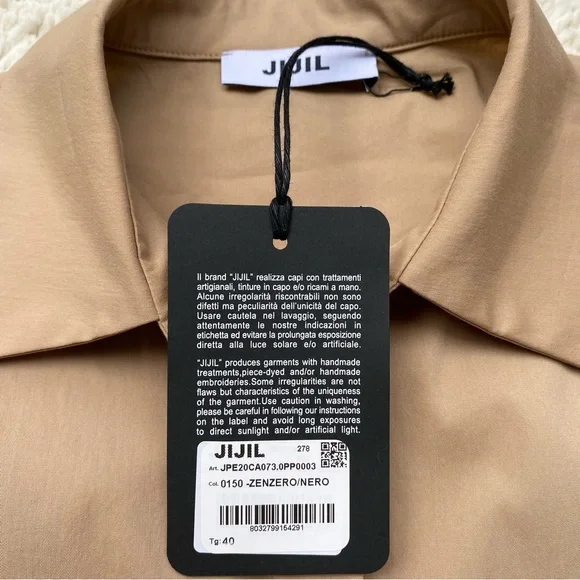 JIJIL
Il brand "JIJIL" realizza capi con trattamenti
artigianali, tinture in capo e/o ricami a mano.
Alcune irregolarità riscontrabili non sono
difetti ma peculiarità dell'unicità del capo.
Usare cautela nel lavaggio, seguendo
attentamente le nostre indicazioni in
etichetta ed evitare la prolungata esposizione
diretta alla luce solare e/o artificiale.
"JIJIL" produces garments with handmade
treatments,piece-dyed and/or handmade
embroideries.Some irregularities are not
flaws but characteristics of the uniqueness
of the garment.Use caution in washing,
please be careful in following our instructions
on the label and avoid long exposures
to direct sunlight and/or artificial light.
JIJIL 278
Art. JPE20CA073.0PP0003
Col. 0150 -ZENZERO/NERO
8032799154291
Tg: 40